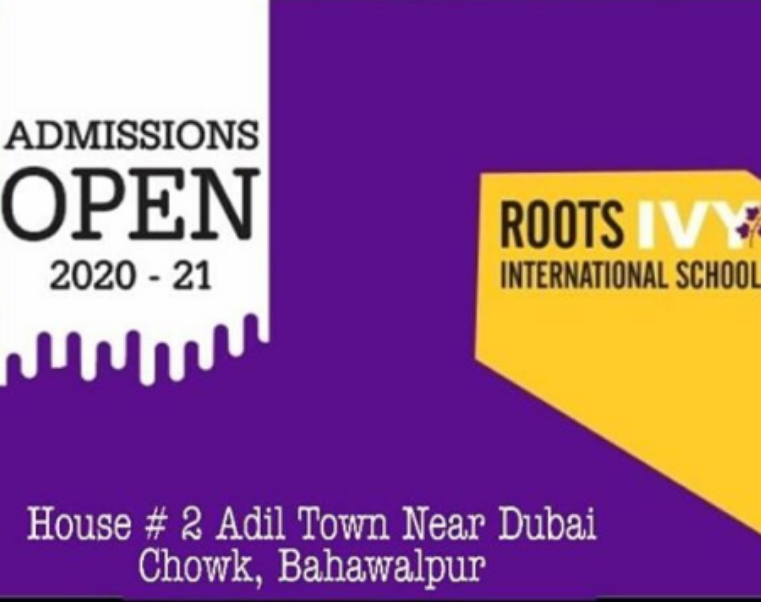 ADMISSIONS
OPEN
2020 - 21
ROOTS IVY
INTERNATIONAL SCHOOL
House # 2 Adil Town Near Dubai
Chowk, Bahawalpur